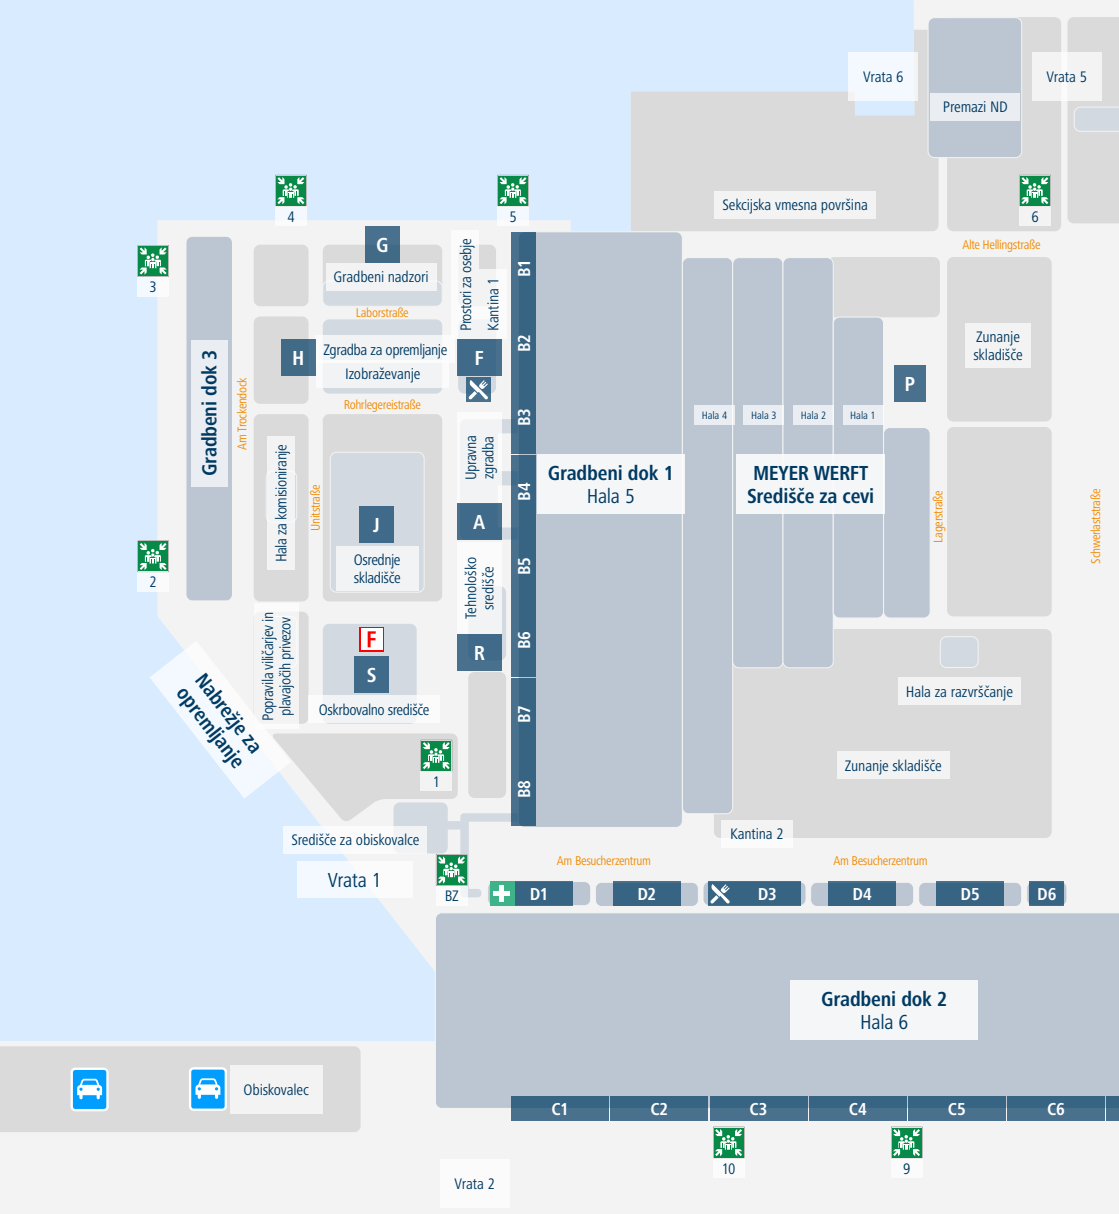 Vrata 6
Premazi ND
Vrata 5
Sekcijska vmesna površina
4
5
6
Alte Hellingstraße
3
G
Gradbeni nadzori
Laborstraße
Prostori za osebje
Kantina 1
B1
B2
B3
B4
B5
B6
B7
B8
H
Zgradba za opremljanje
Izobraževanje
F
Rohrlegereistraße
Gradbeni dok 3
Am Trockendock
Hala za komisioniranje
Unitstraße
J
Osrednje
skladišče
Upravna
zgradba
A
Tehnološko
središče
R
Gradbeni dok 1
Hala 5
Hala 4
Hala 3
Hala 2
Hala 1
MEYER WERFT
Središče za cevi
P
Zunanje
skladišče
Lagerstraße
Schwerlaststraße
2
Popravila viličarjev in
plavajočih privezov
F
S
Oskrbovalno središče
Nabrežje za
opremljanje
Hala za razvrščanje
Zunanje skladišče
1
Središče za obiskovalce
Vrata 1
Kantina 2
BZ
Am Besucherzentrum
Am Besucherzentrum
D1
D2
D3
D4
D5
D6
Gradbeni dok 2
Hala 6
Obiskovalec
C1
C2
C3
C4
C5
C6
10
9
Vrata 2